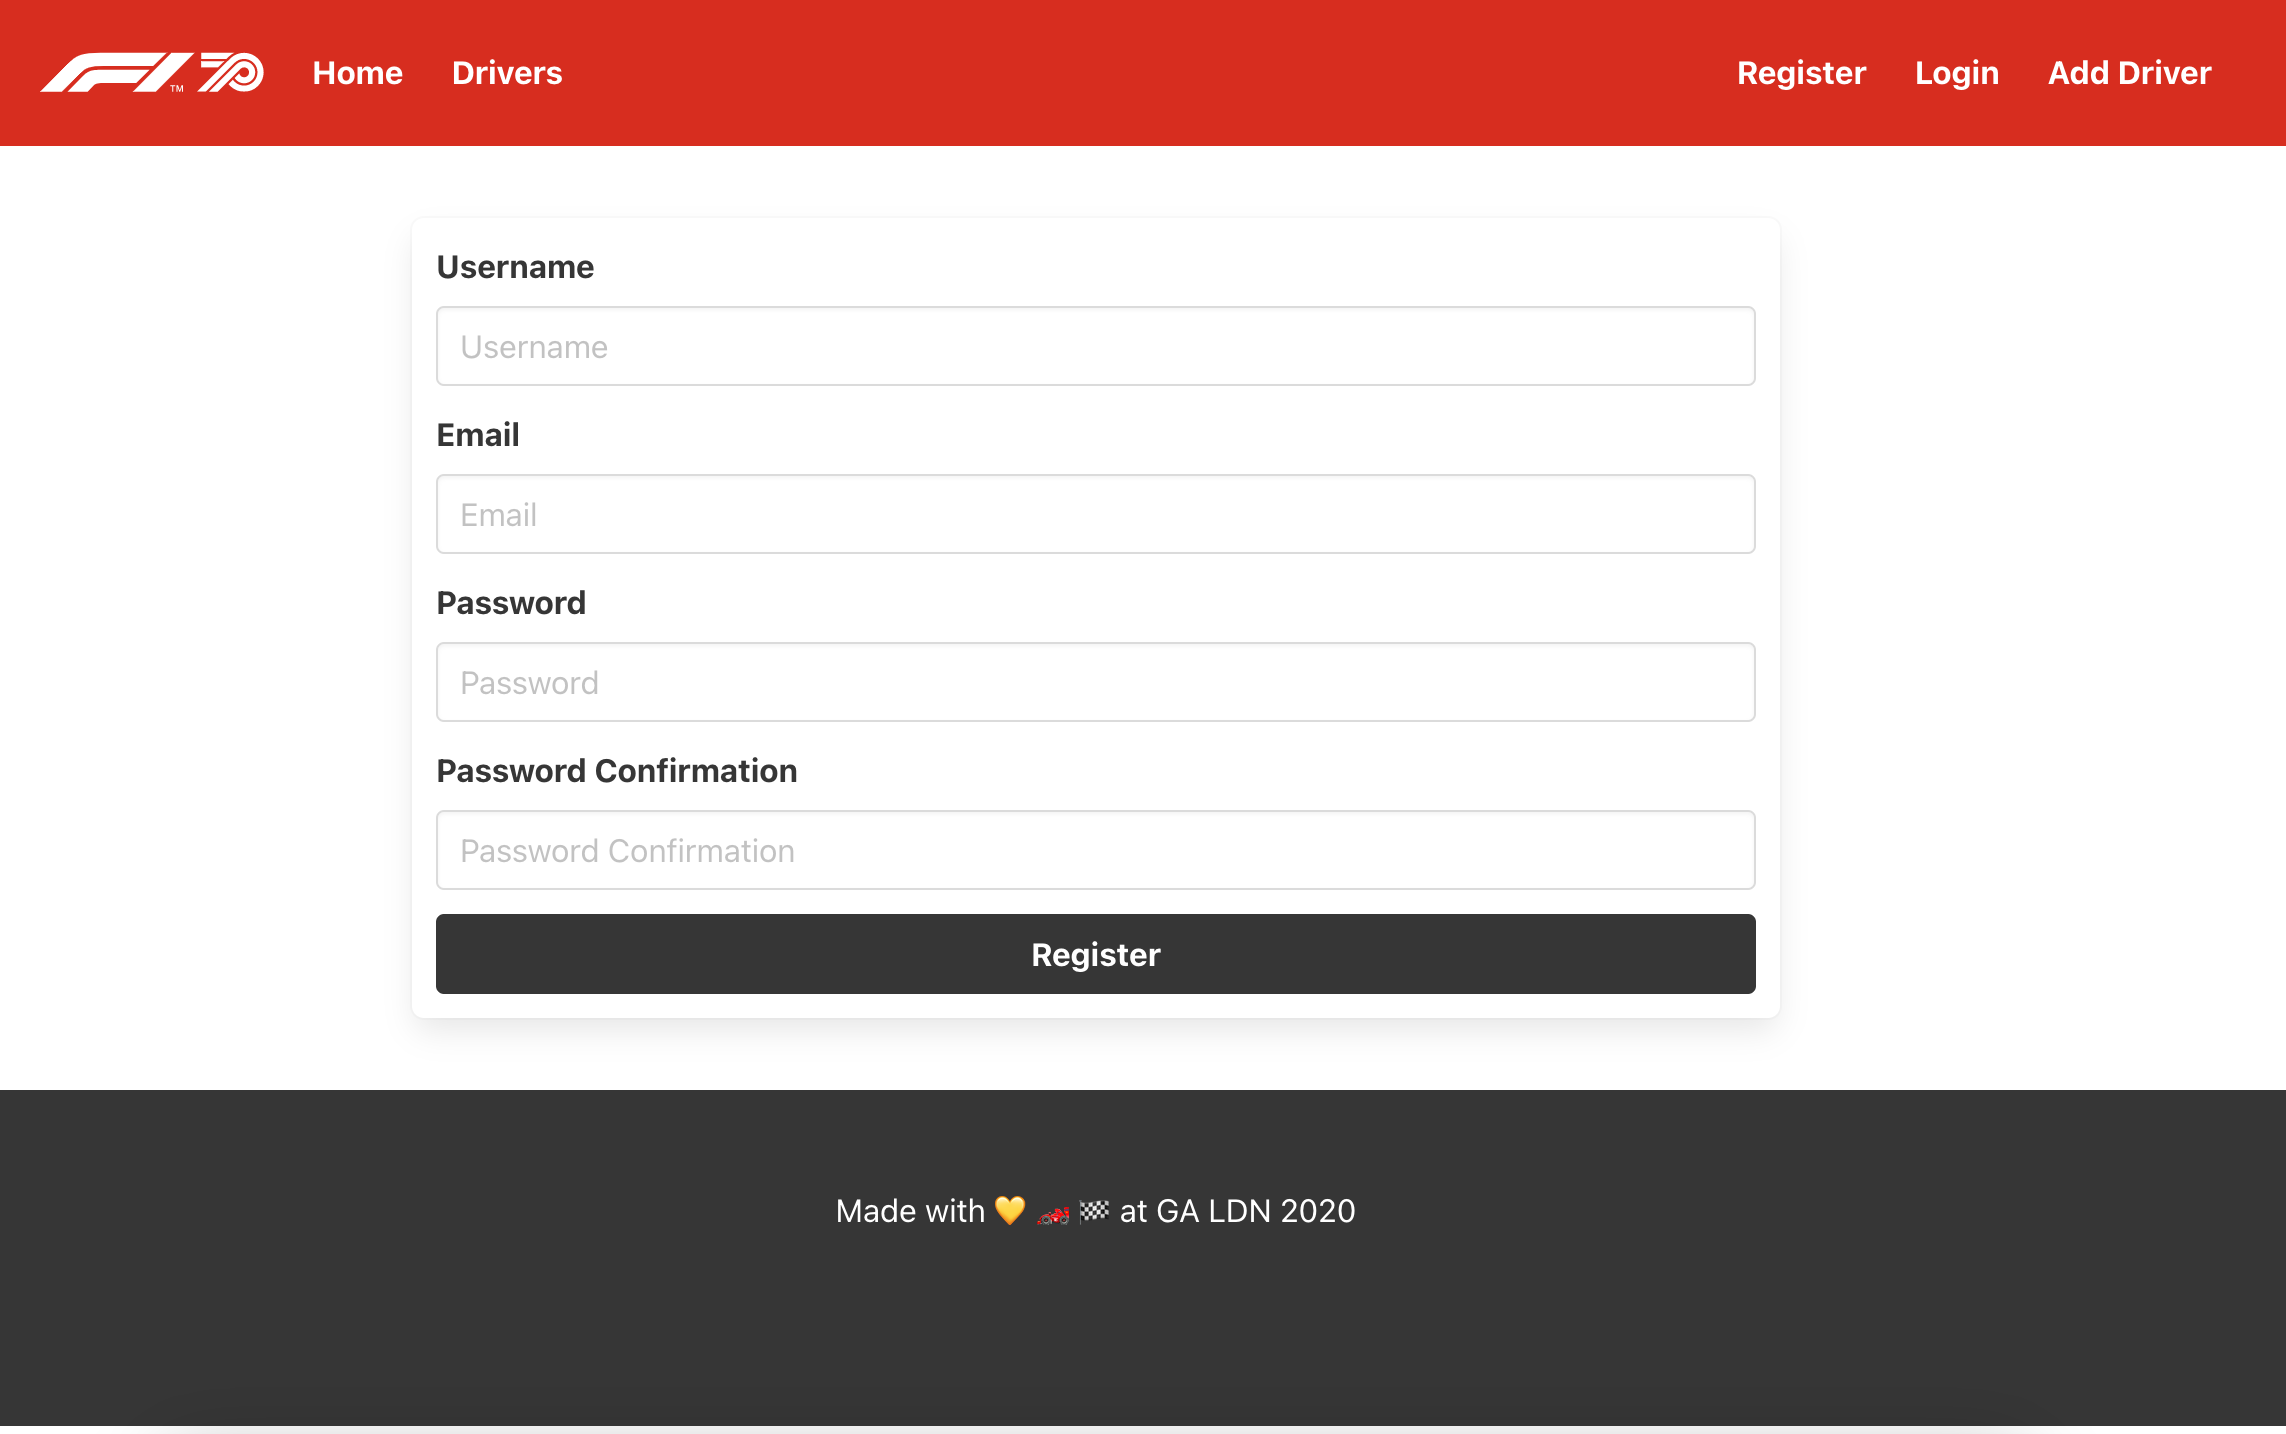 F1 70 Home Drivers Register Login Add Driver
TM
Username
Username
Email
Email
Password
Password
Password Confirmation
Password Confirmation
Register
Made with 💛 🏎️ 🏁 at GA LDN 2020